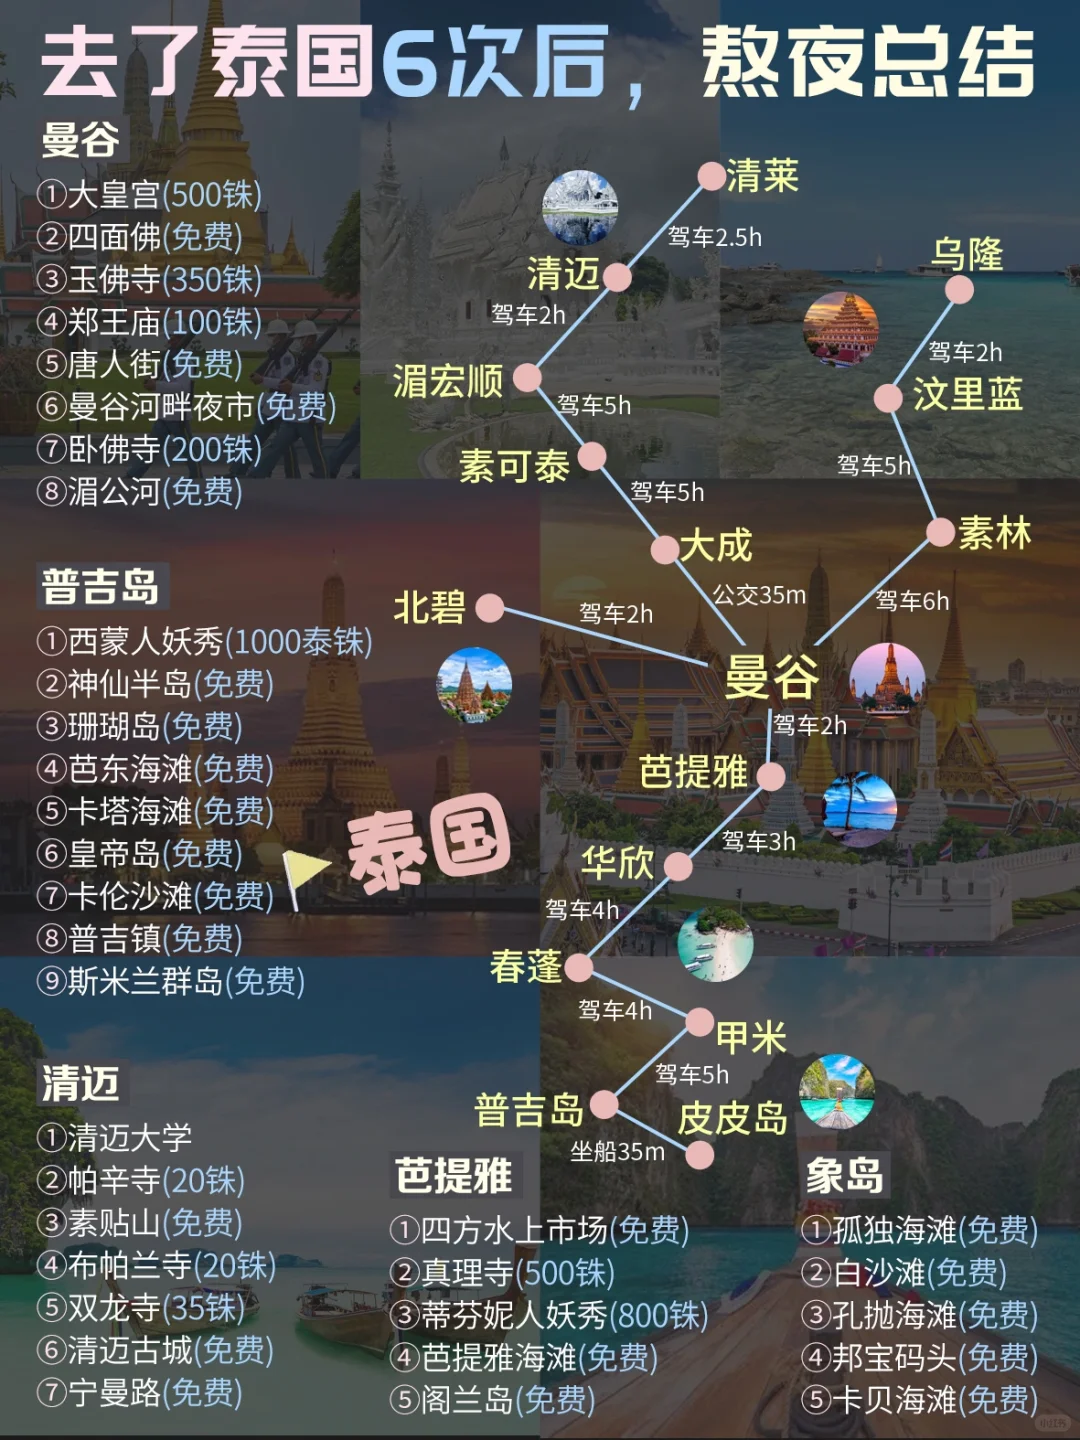 去了泰国6次后，熬夜总结
曼谷
①大皇宫(500铢)
②四面佛(免费)
③玉佛寺(350铢)
④郑王庙(100铢)
⑤唐人街(免费)
⑥曼谷河畔夜市(免费)
⑦卧佛寺(200铢)
⑧湄公河(免费)
清莱
驾车2.5h
清迈
驾车2h
湄宏顺
驾车5h
素可泰
驾车5h
大成
公交35m
乌隆
驾车2h
汶里蓝
驾车5h
素林
驾车6h
北碧
驾车2h
曼谷
驾车2h
芭提雅
驾车3h
华欣
驾车4h
春蓬
驾车4h
甲米
驾车5h
普吉岛
皮皮岛
坐船35m
泰国
普吉岛
①西蒙人妖秀(1000泰铢)
②神仙半岛(免费)
③珊瑚岛(免费)
④芭东海滩(免费)
⑤卡塔海滩(免费)
⑥皇帝岛(免费)
⑦卡伦沙滩(免费)
⑧普吉镇(免费)
⑨斯米兰群岛(免费)
清迈
①清迈大学
②帕辛寺(20铢)
③素贴山(免费)
④布帕兰寺(20铢)
⑤双龙寺(35铢)
⑥清迈古城(免费)
⑦宁曼路(免费)
芭提雅
①四方水上市场(免费)
②真理寺(500铢)
③蒂芬妮人妖秀(800铢)
④芭提雅海滩(免费)
⑤阁兰岛(免费)
象岛
①孤独海滩(免费)
②白沙滩(免费)
③孔抛海滩(免费)
④邦宝码头(免费)
⑤卡贝海滩(免费)
小红书